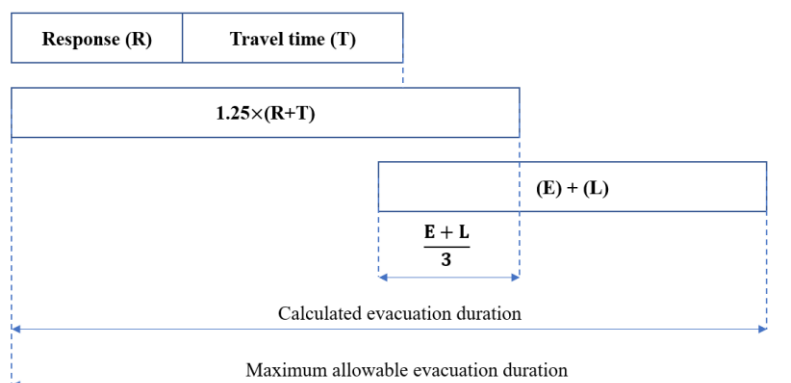 Response (R) Travel time (T)
1.25×(R+T)
(E) + (L)
E + L
3
Calculated evacuation duration
Maximum allowable evacuation duration